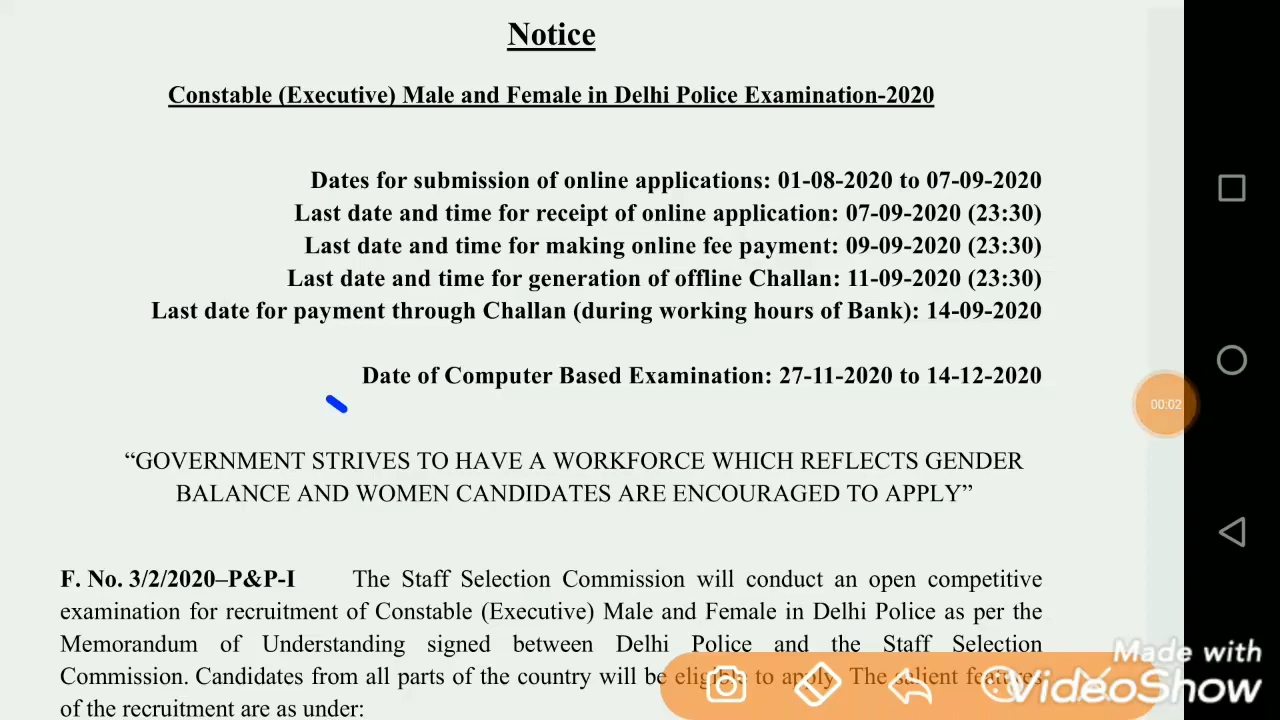 Notice
Constable (Executive) Male and Female in Delhi Police Examination-2020
Dates for submission of online applications: 01-08-2020 to 07-09-2020
Last date and time for receipt of online application: 07-09-2020 (23:30)
Last date and time for making online fee payment: 09-09-2020 (23:30)
Last date and time for generation of offline Challan: 11-09-2020 (23:30)
Last date for payment through Challan (during working hours of Bank): 14-09-2020
Date of Computer Based Examination: 27-11-2020 to 14-12-2020
00:02
“GOVERNMENT STRIVES TO HAVE A WORKFORCE WHICH REFLECTS GENDER
BALANCE AND WOMEN CANDIDATES ARE ENCOURAGED TO APPLY”
F. No. 3/2/2020–P&P-I The Staff Selection Commission will conduct an open competitive
examination for recruitment of Constable (Executive) Male and Female in Delhi Police as per the
Memorandum of Understanding signed between Delhi Police and the Staff Selection
Commission. Candidates from all parts of the country will be eligible to apply. The salient features
of the recruitment are as under:
Made with
VideoShow